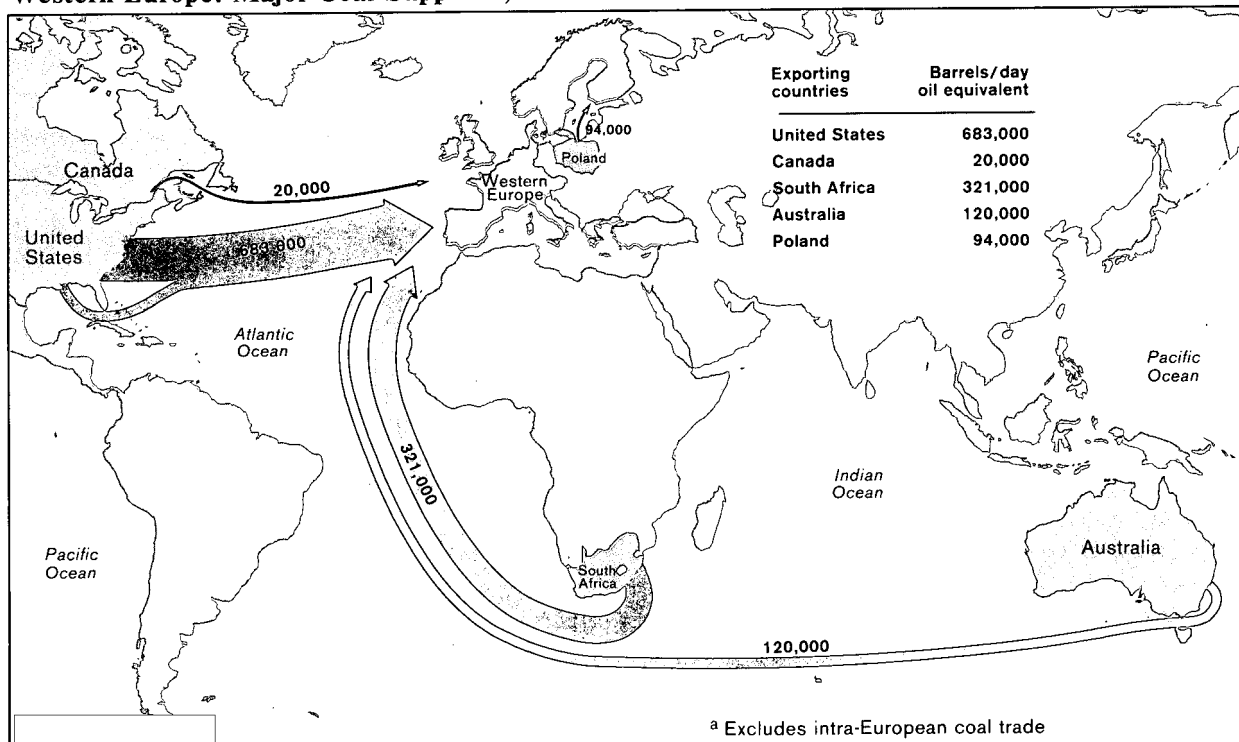 Western Europe: Major Coal Suppliers,
Exporting countries
Barrels/day oil equivalent
United States 683,000
Canada 20,000
South Africa 321,000
Australia 120,000
Poland 94,000
94,000
Poland
Canada
20,000
Western
Europe
United
States
683,000
Atlantic
Ocean
Pacific
Ocean
321,000
Indian
Ocean
Pacific
Ocean
South
Africa
Australia
120,000
a Excludes intra-European coal trade